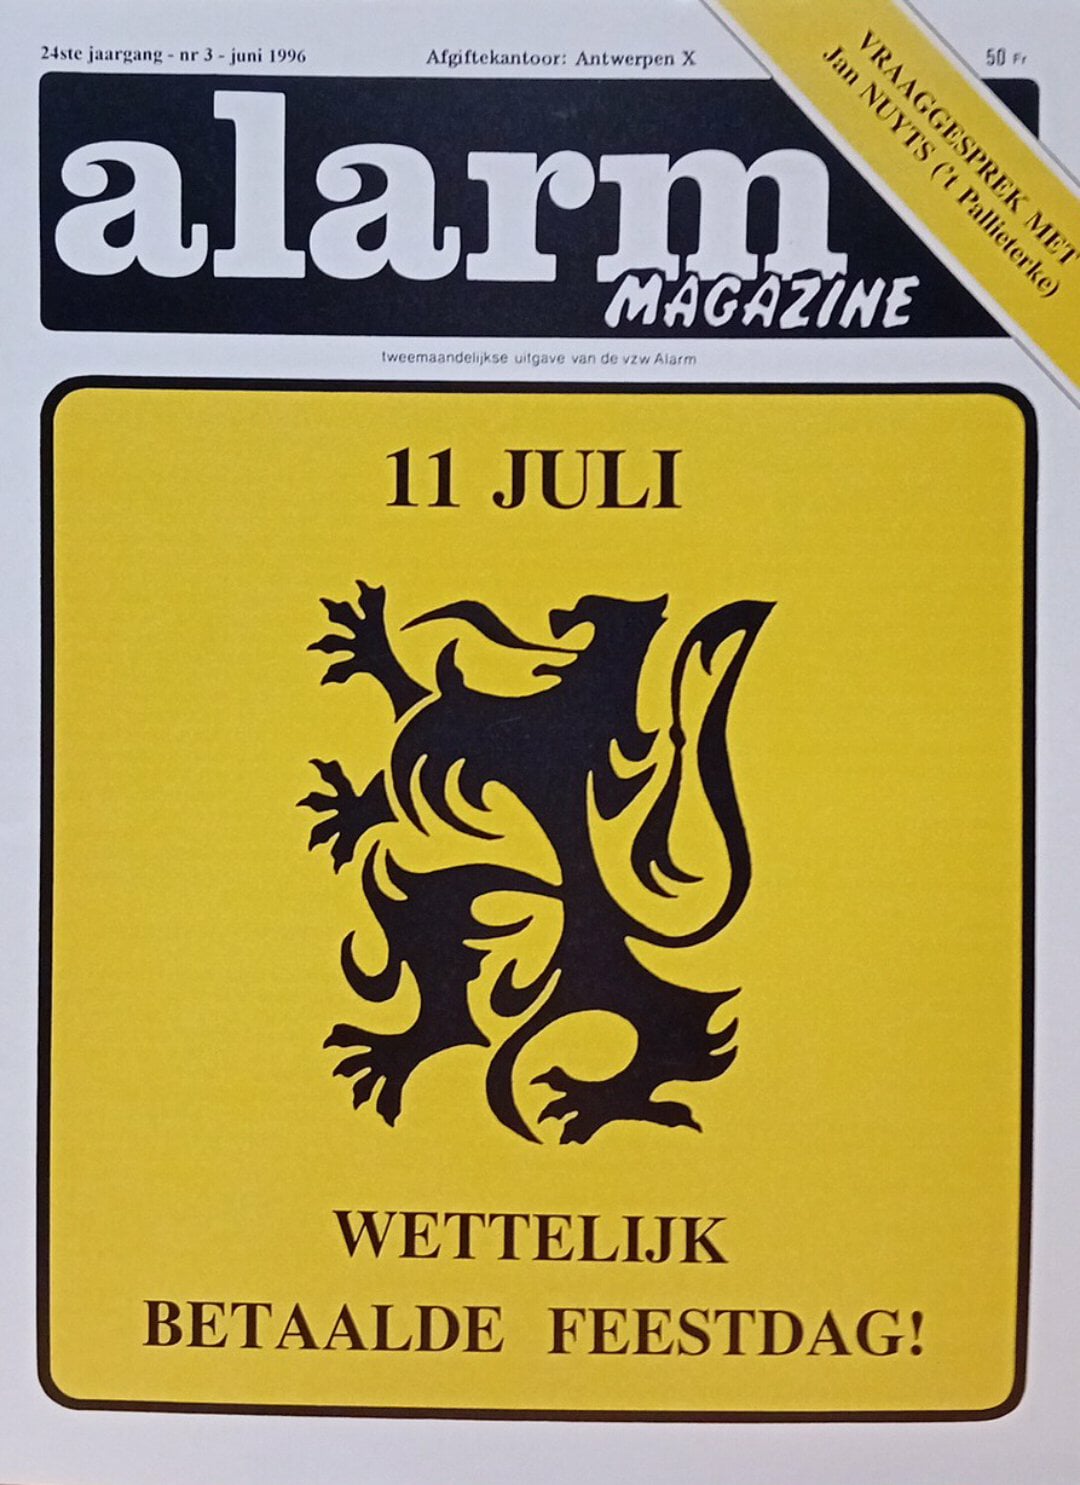 24ste jaargang - nr 3 - juni 1996
Afgiftekantoor: Antwerpen X
50 Fr
VRAAGGESPREK MET
Jan NUYTS ('t Pallieterke)
alarm
MAGAZINE
tweemaandelijkse uitgave van de vzw Alarm
11 JULI
WETTELIJK
BETAALDE FEESTDAG!